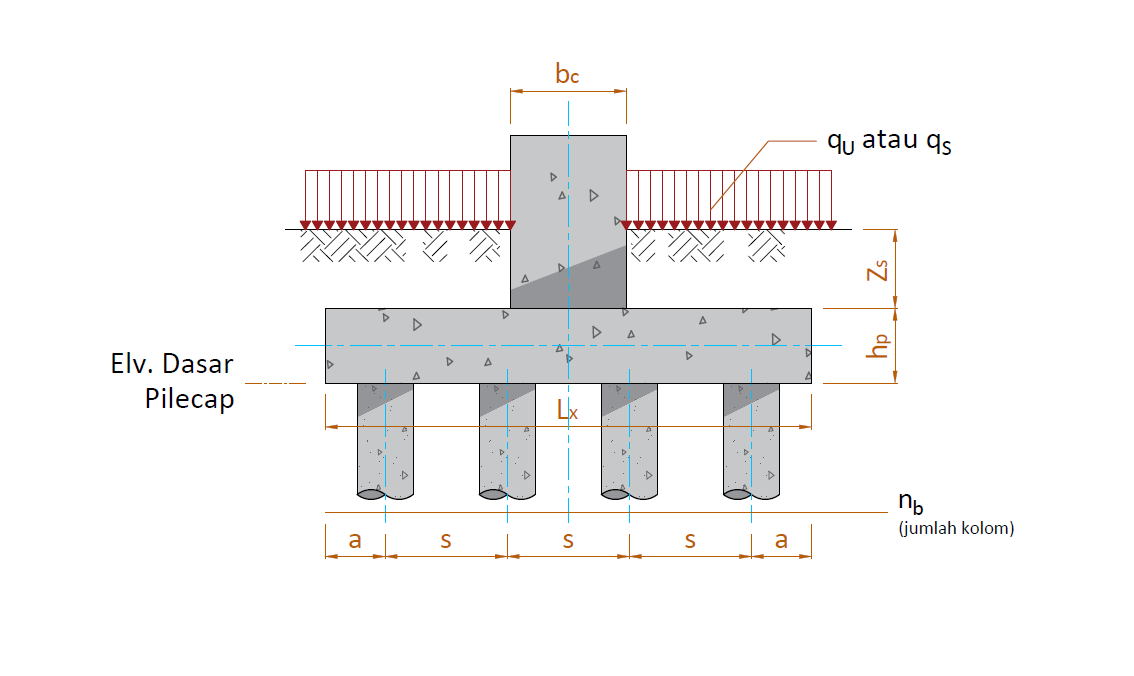 bc
qU atau qS
Zs
hp
Elv. Dasar
Pilecap
Lx
nb
(jumlah kolom)
a
s
s
s
a